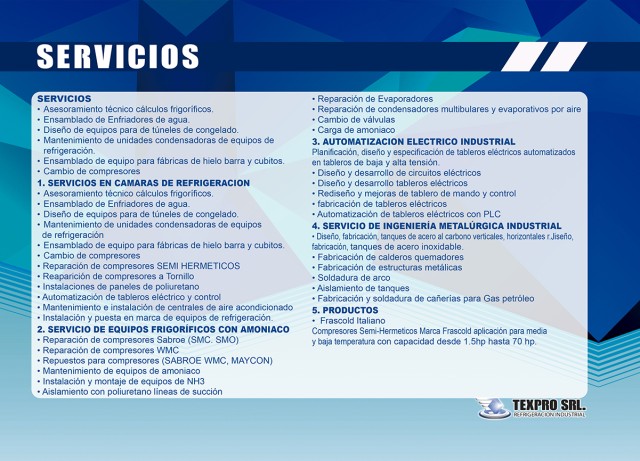 SERVICIOS
SERVICIOS
• Asesoramiento técnico cálculos frigoríficos.
• Ensamblado de Enfriadores de agua.
• Diseño de equipos para de túneles de congelado.
• Mantenimiento de unidades condensadoras de equipos de
refrigeración.
• Ensamblado de equipo para fábricas de hielo barra y cubitos.
• Cambio de compresores
1. SERVICIOS EN CAMARAS DE REFRIGERACION
• Asesoramiento técnico cálculos frigoríficos.
• Ensamblado de Enfriadores de agua.
• Diseño de equipos para de túneles de congelado.
• Mantenimiento de unidades condensadoras de equipos
de refrigeración
• Ensamblado de equipo para fábricas de hielo barra y cubitos.
• Cambio de compresores
• Reparación de compresores SEMI HERMETICOS
• Reaparición de compresores a Tornillo
• Instalaciones de paneles de poliuretano
• Automatización de tableros eléctrico y control
• Mantenimiento e instalación de centrales de aire acondicionado
• Instalación y puesta en marca de equipos de refrigeración.
2. SERVICIO DE EQUIPOS FRIGORÍFICOS CON AMONIACO
• Reparación de compresores Sabroe (SMC. SMO)
• Reparación de compresores WMC
• Repuestos para compresores (SABROE WMC, MAYCON)
• Mantenimiento de equipos de amoniaco
• Instalación y montaje de equipos de NH3
• Aislamiento con poliuretano líneas de succión
• Reparación de Evaporadores
• Reparación de condensadores multibulares y evaporativos por aire
• Cambio de válvulas
• Carga de amoniaco
3. AUTOMATIZACION ELECTRICO INDUSTRIAL
Planificación, diseño y especificación de tableros eléctricos automatizados
en tableros de baja y alta tensión.
• Diseño y desarrollo de circuitos eléctricos
• Diseño y desarrollo tableros eléctricos
• Rediseño y mejoras de tablero de mando y control
• fabricación de tableros eléctricos
• Automatización de tableros eléctricos con PLC
4. SERVICIO DE INGENIERÍA METALÚRGICA INDUSTRIAL
• Diseño, fabricación, tanques de acero al carbono verticales, horizontales r.Jiseño,
fabricación, tanques de acero inoxidable.
• Fabricación de calderos quemadores
• Fabricación de estructuras metálicas
• Soldadura de arco
• Aislamiento de tanques
• Fabricación y soldadura de cañerías para Gas petróleo
5. PRODUCTOS
• Frascold Italiano
Compresores Semi-Hermeticos Marca Frascold aplicación para media
y baja temperatura con capacidad desde 1.5hp hasta 70 hp.
TEXPRO SRL.
REFRIGERACION INDUSTRIAL